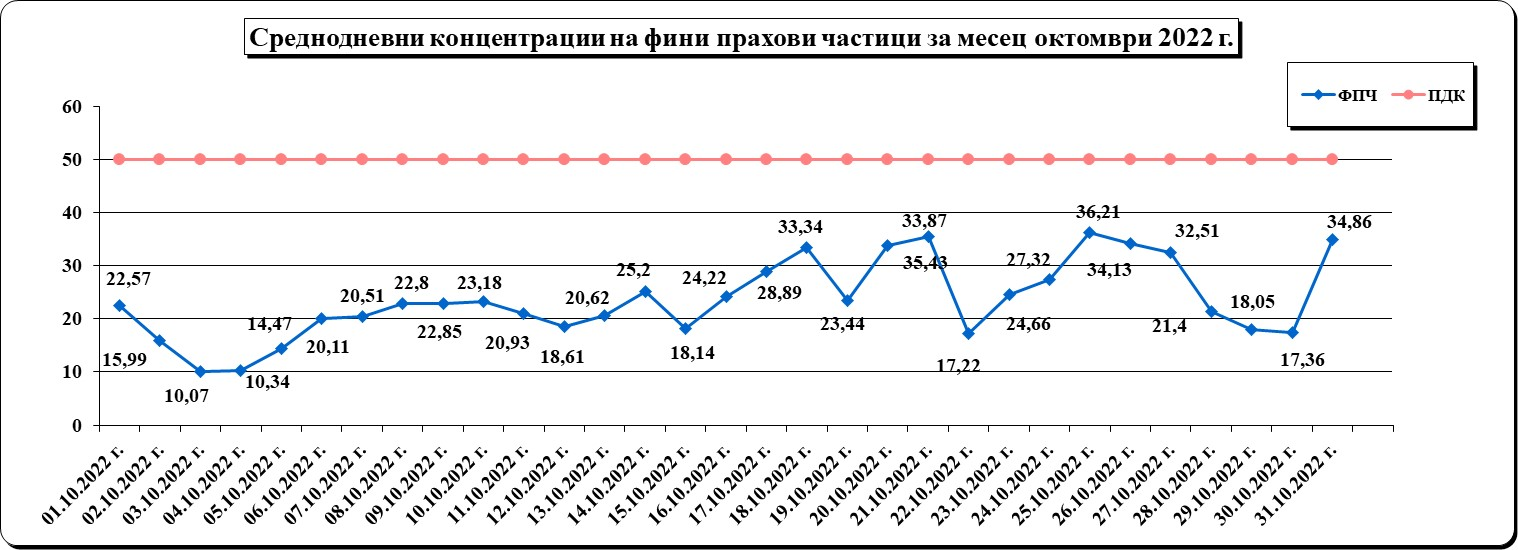 Среднодневни концентрации на фини прахови частици за месец октомври 2022 г.
ФПЧ
ПДК
60
50
40
30
20
10
0
22,57
15,99
10,07
10,34
14,47
20,11
20,51
22,8
22,85
23,18
20,93
18,61
20,62
25,2
18,14
24,22
28,89
33,34
23,44
33,87
35,43
17,22
24,66
27,32
36,21
34,13
32,51
21,4
18,05
17,36
34,86
01.10.2022 г.
02.10.2022 г.
03.10.2022 г.
04.10.2022 г.
05.10.2022 г.
06.10.2022 г.
07.10.2022 г.
08.10.2022 г.
09.10.2022 г.
10.10.2022 г.
11.10.2022 г.
12.10.2022 г.
13.10.2022 г.
14.10.2022 г.
15.10.2022 г.
16.10.2022 г.
17.10.2022 г.
18.10.2022 г.
19.10.2022 г.
20.10.2022 г.
21.10.2022 г.
22.10.2022 г.
23.10.2022 г.
24.10.2022 г.
25.10.2022 г.
26.10.2022 г.
27.10.2022 г.
28.10.2022 г.
29.10.2022 г.
30.10.2022 г.
31.10.2022 г.